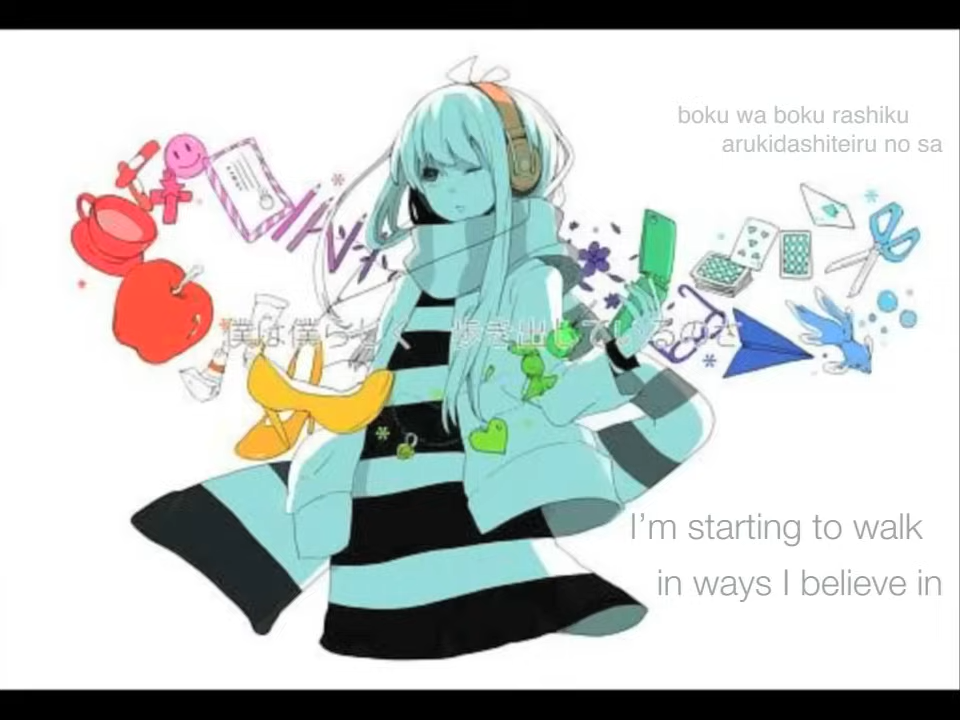 boku wa boku rashiku
arukidashiteiru no sa
僕は僕らしく 歩き出しているのさ
I'm starting to walk
in ways I believe in